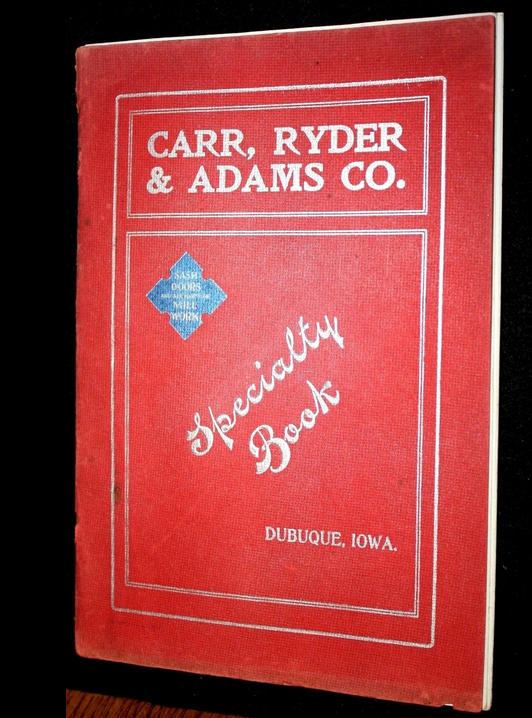 CARR, RYDER
& ADAMS CO.
SASH
DOORS
MILL
WORK
Specialty
Book
DUBUQUE, IOWA.